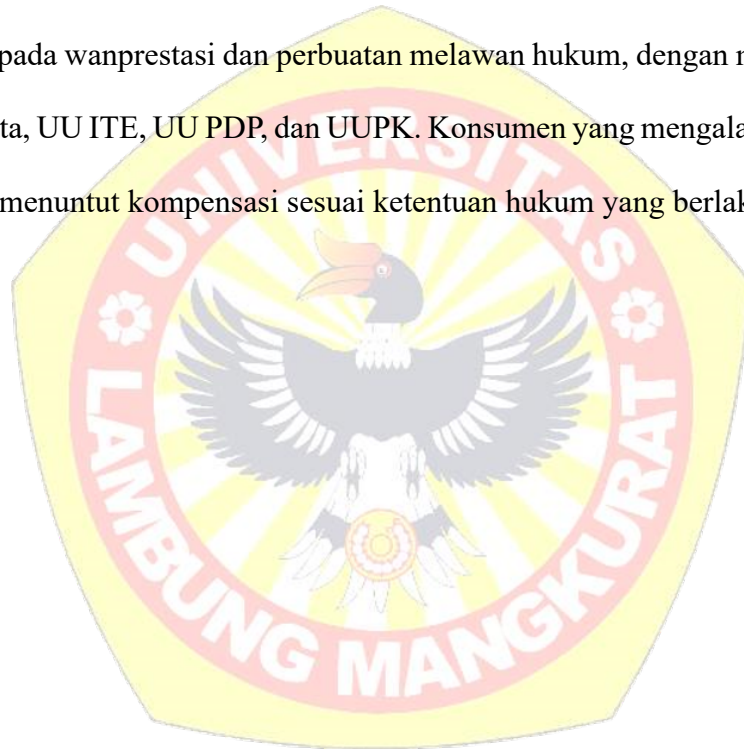 pada wanprestasi dan perbuatan melawan hukum, dengan
ta, UU ITE, UU PDP, dan UUPK. Konsumen yang mengala
menuntut kompensasi sesuai ketentuan hukum yang berlak
UNIVERSITAS
LAMBUNG MANGKURAT